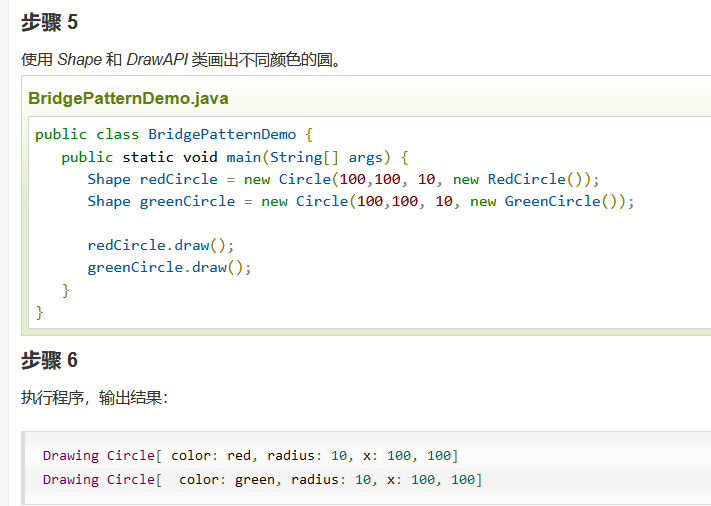 步骤 5
使用 Shape 和 DrawAPI 类画出不同颜色的圆。
BridgePatternDemo.java
public class BridgePatternDemo {
   public static void main(String[] args) {
      Shape redCircle = new Circle(100,100, 10, new RedCircle());
      Shape greenCircle = new Circle(100,100, 10, new GreenCircle());

      redCircle.draw();
      greenCircle.draw();
   }
}
步骤 6
执行程序，输出结果：
Drawing Circle[ color: red, radius: 10, x: 100, 100]
Drawing Circle[  color: green, radius: 10, x: 100, 100]